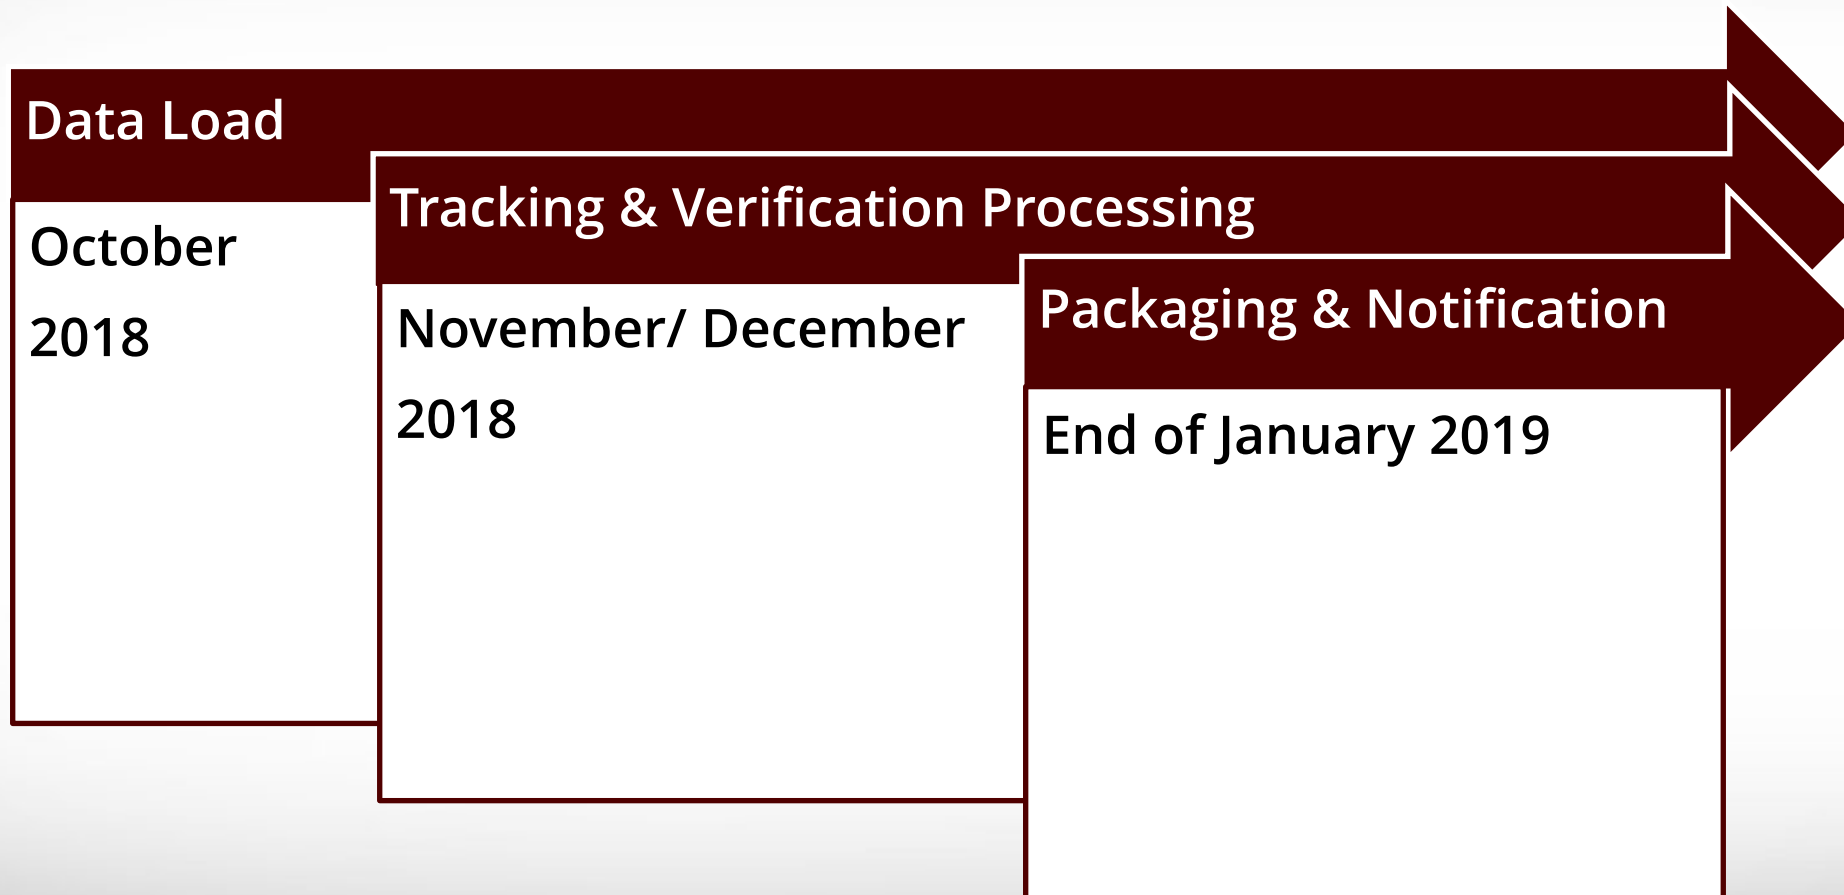 Data Load
October
2018
Tracking & Verification Processing
November/ December
2018
Packaging & Notification
End of January 2019